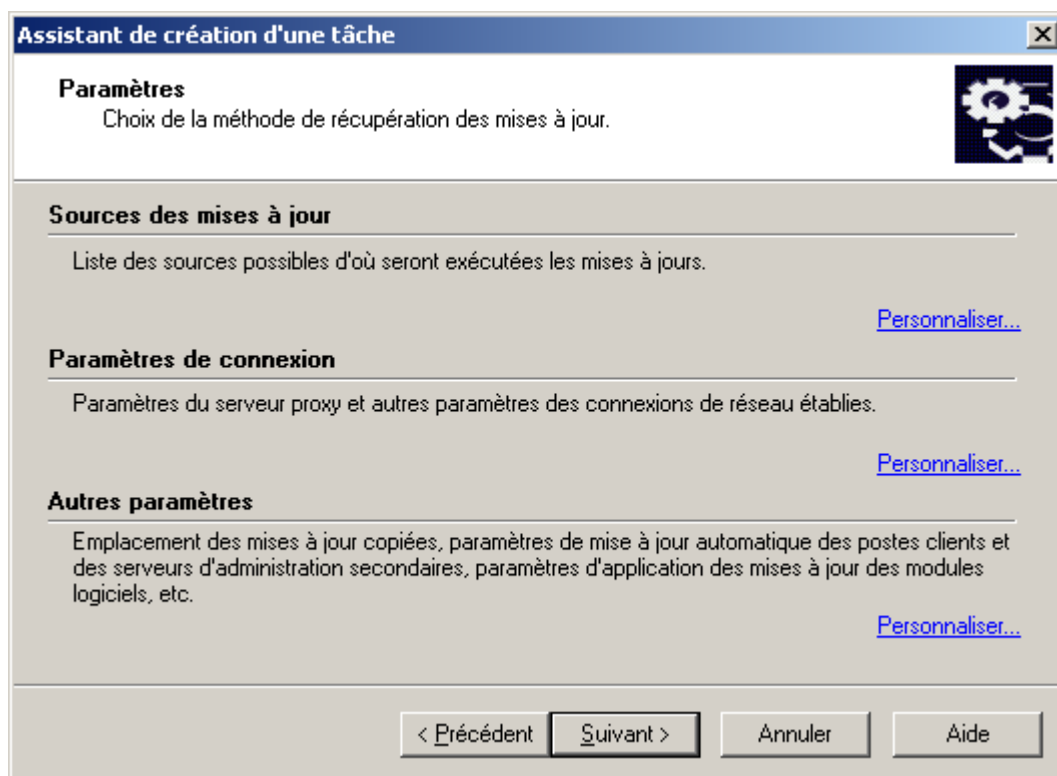 Assistant de création d'une tâche
Paramètres
Choix de la méthode de récupération des mises à jour.
Sources des mises à jour
Liste des sources possibles d'où seront exécutées les mises à jours.
Personnaliser...
Paramètres de connexion
Paramètres du serveur proxy et autres paramètres des connexions de réseau établies.
Personnaliser...
Autres paramètres
Emplacement des mises à jour copiées, paramètres de mise à jour automatique des postes clients et
des serveurs d'administration secondaires, paramètres d'application des mises à jour des modules
logiciels, etc.
Personnaliser...
< Précédent Suivant > Annuler Aide